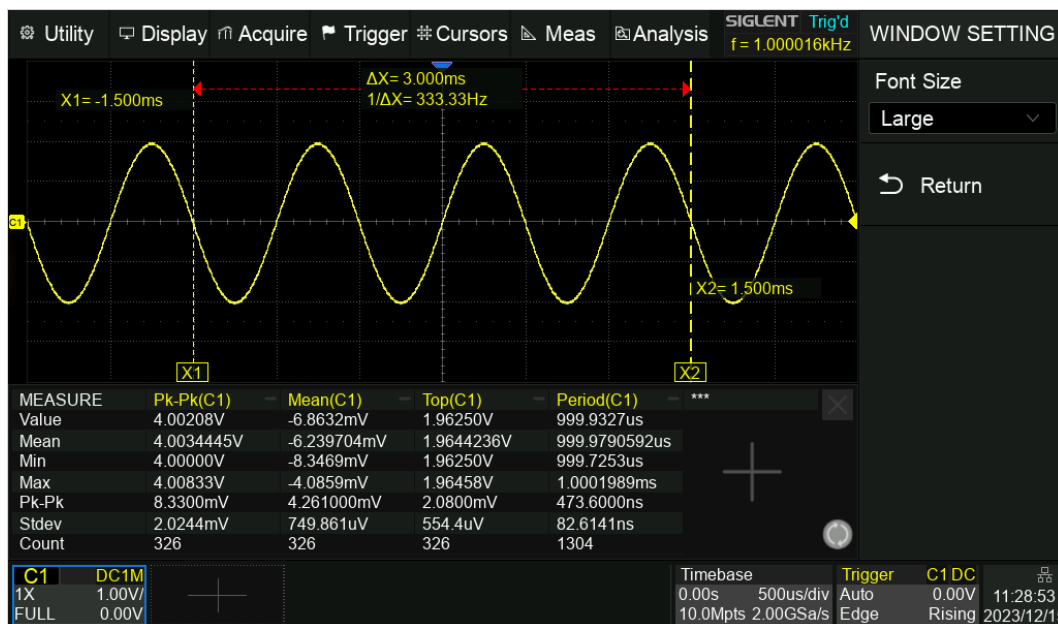 Utility Display Acquire Trigger Cursors Meas Analysis SIGLENT Trig'd WINDOW SETTING
f = 1.000016kHz
Font Size
Large
Return
ΔX= 3.000ms
1/ΔX= 333.33Hz
X1= -1.500ms
C1
X2= 1.500ms
X1 X2
MEASURE Pk-Pk(C1) Mean(C1) Top(C1) Period(C1) ***
Value 4.00208V -6.8632mV 1.96250V 999.9327us
Mean 4.0034445V -6.239704mV 1.9644236V 999.9790592us
Min 4.00000V -8.3469mV 1.96250V 999.7253us
Max 4.00833V -4.0859mV 1.96458V 1.0001989ms
Pk-Pk 8.3300mV 4.261000mV 2.0800mV 473.6000ns
Stdev 2.0244mV 749.861uV 554.4uV 82.6141ns
Count 326 326 326 1304
C1 DC1M Timebase Trigger C1 DC
1X 1.00V/ 0.00s 500us/div Auto 0.00V 11:28:53
FULL 0.00V 10.0Mpts 2.00GSa/s Edge Rising 2023/12/1